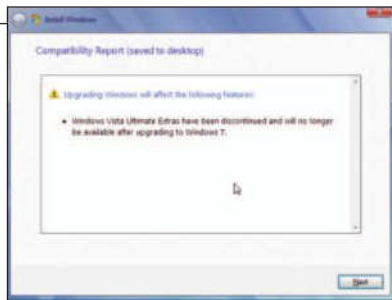 Install Windows
Compatibility Report (saved to desktop)
Upgrading Windows will affect the following features:
• Windows Vista Ultimate Extras have been discontinued and will no longer
be available after upgrading to Windows 7.
Next